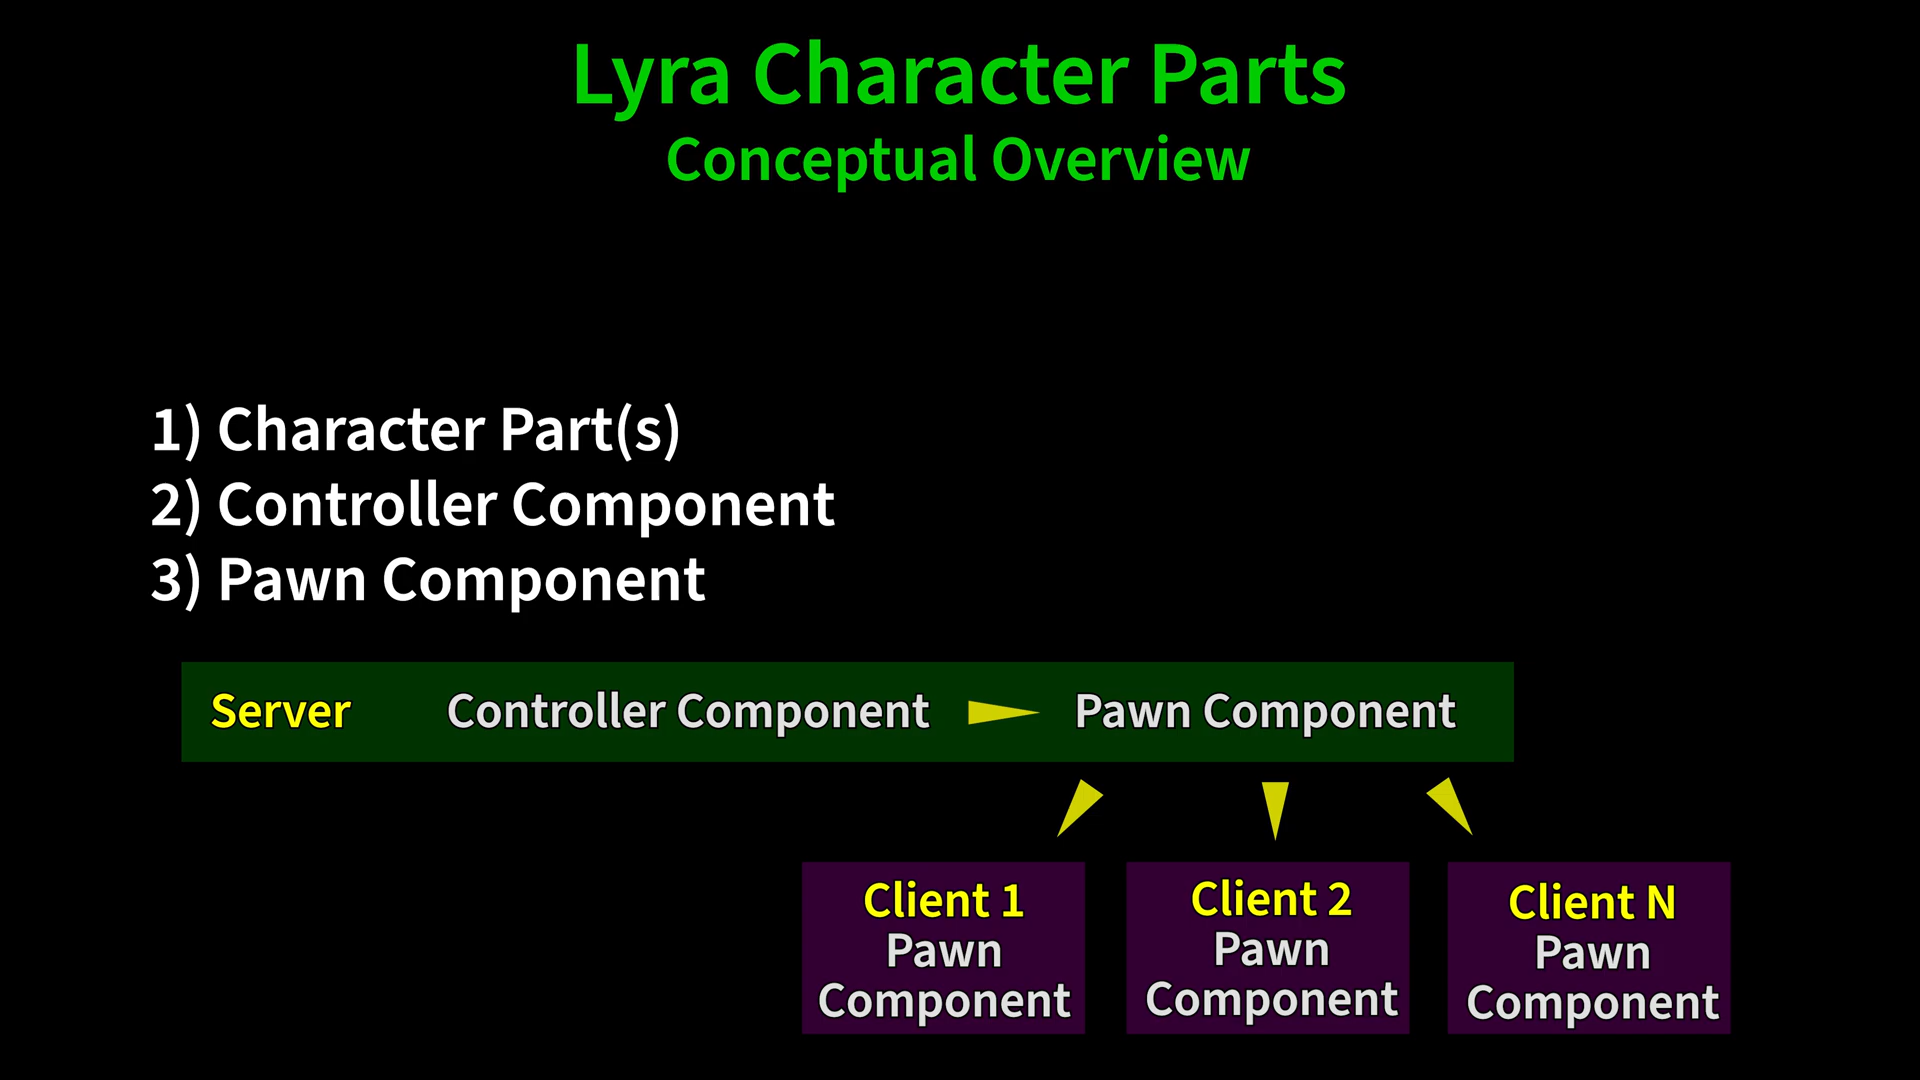 Lyra Character Parts
Conceptual Overview
1) Character Part(s)
2) Controller Component
3) Pawn Component
Server Controller Component Pawn Component
Client 1
Pawn
Component
Client 2
Pawn
Component
Client N
Pawn
Component